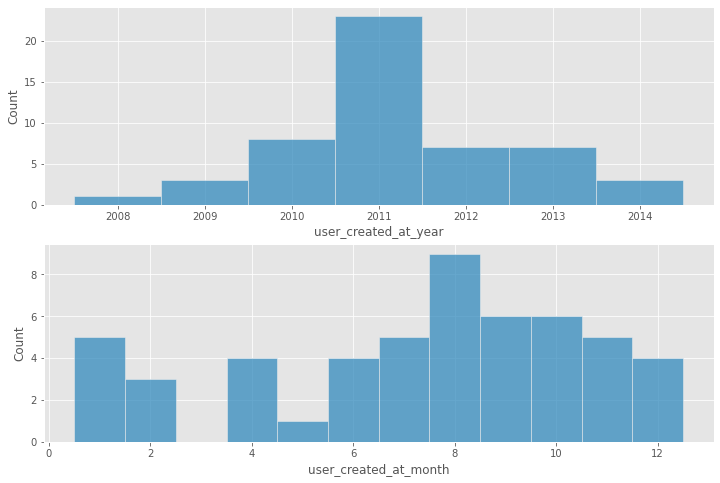 20
15
10
5
0
Count
2008 2009 2010 2011 2012 2013 2014
user_created_at_year
8
6
4
2
0
Count
0 2 4 6 8 10 12
user_created_at_month